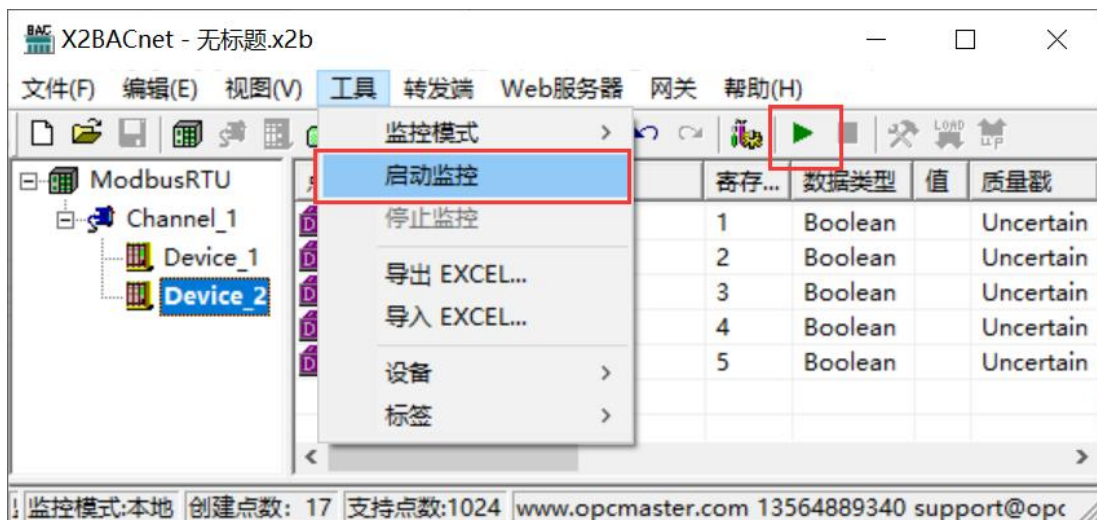 BAC
X2BACnet - 无标题.x2b
文件(F) 编辑(E) 视图(V) 工具 转发端 Web服务器 网关 帮助(H)
LOAD
UP
监控模式
启动监控
停止监控
导出 EXCEL...
导入 EXCEL...
设备
标签
ModbusRTU
Channel_1
Device_1
Device_2
寄存... 数据类型 值 质量戳
1 Boolean Uncertain
2 Boolean Uncertain
3 Boolean Uncertain
4 Boolean Uncertain
5 Boolean Uncertain
监控模式:本地 创建点数: 17 支持点数:1024 www.opcmaster.com 13564889340 support@opc